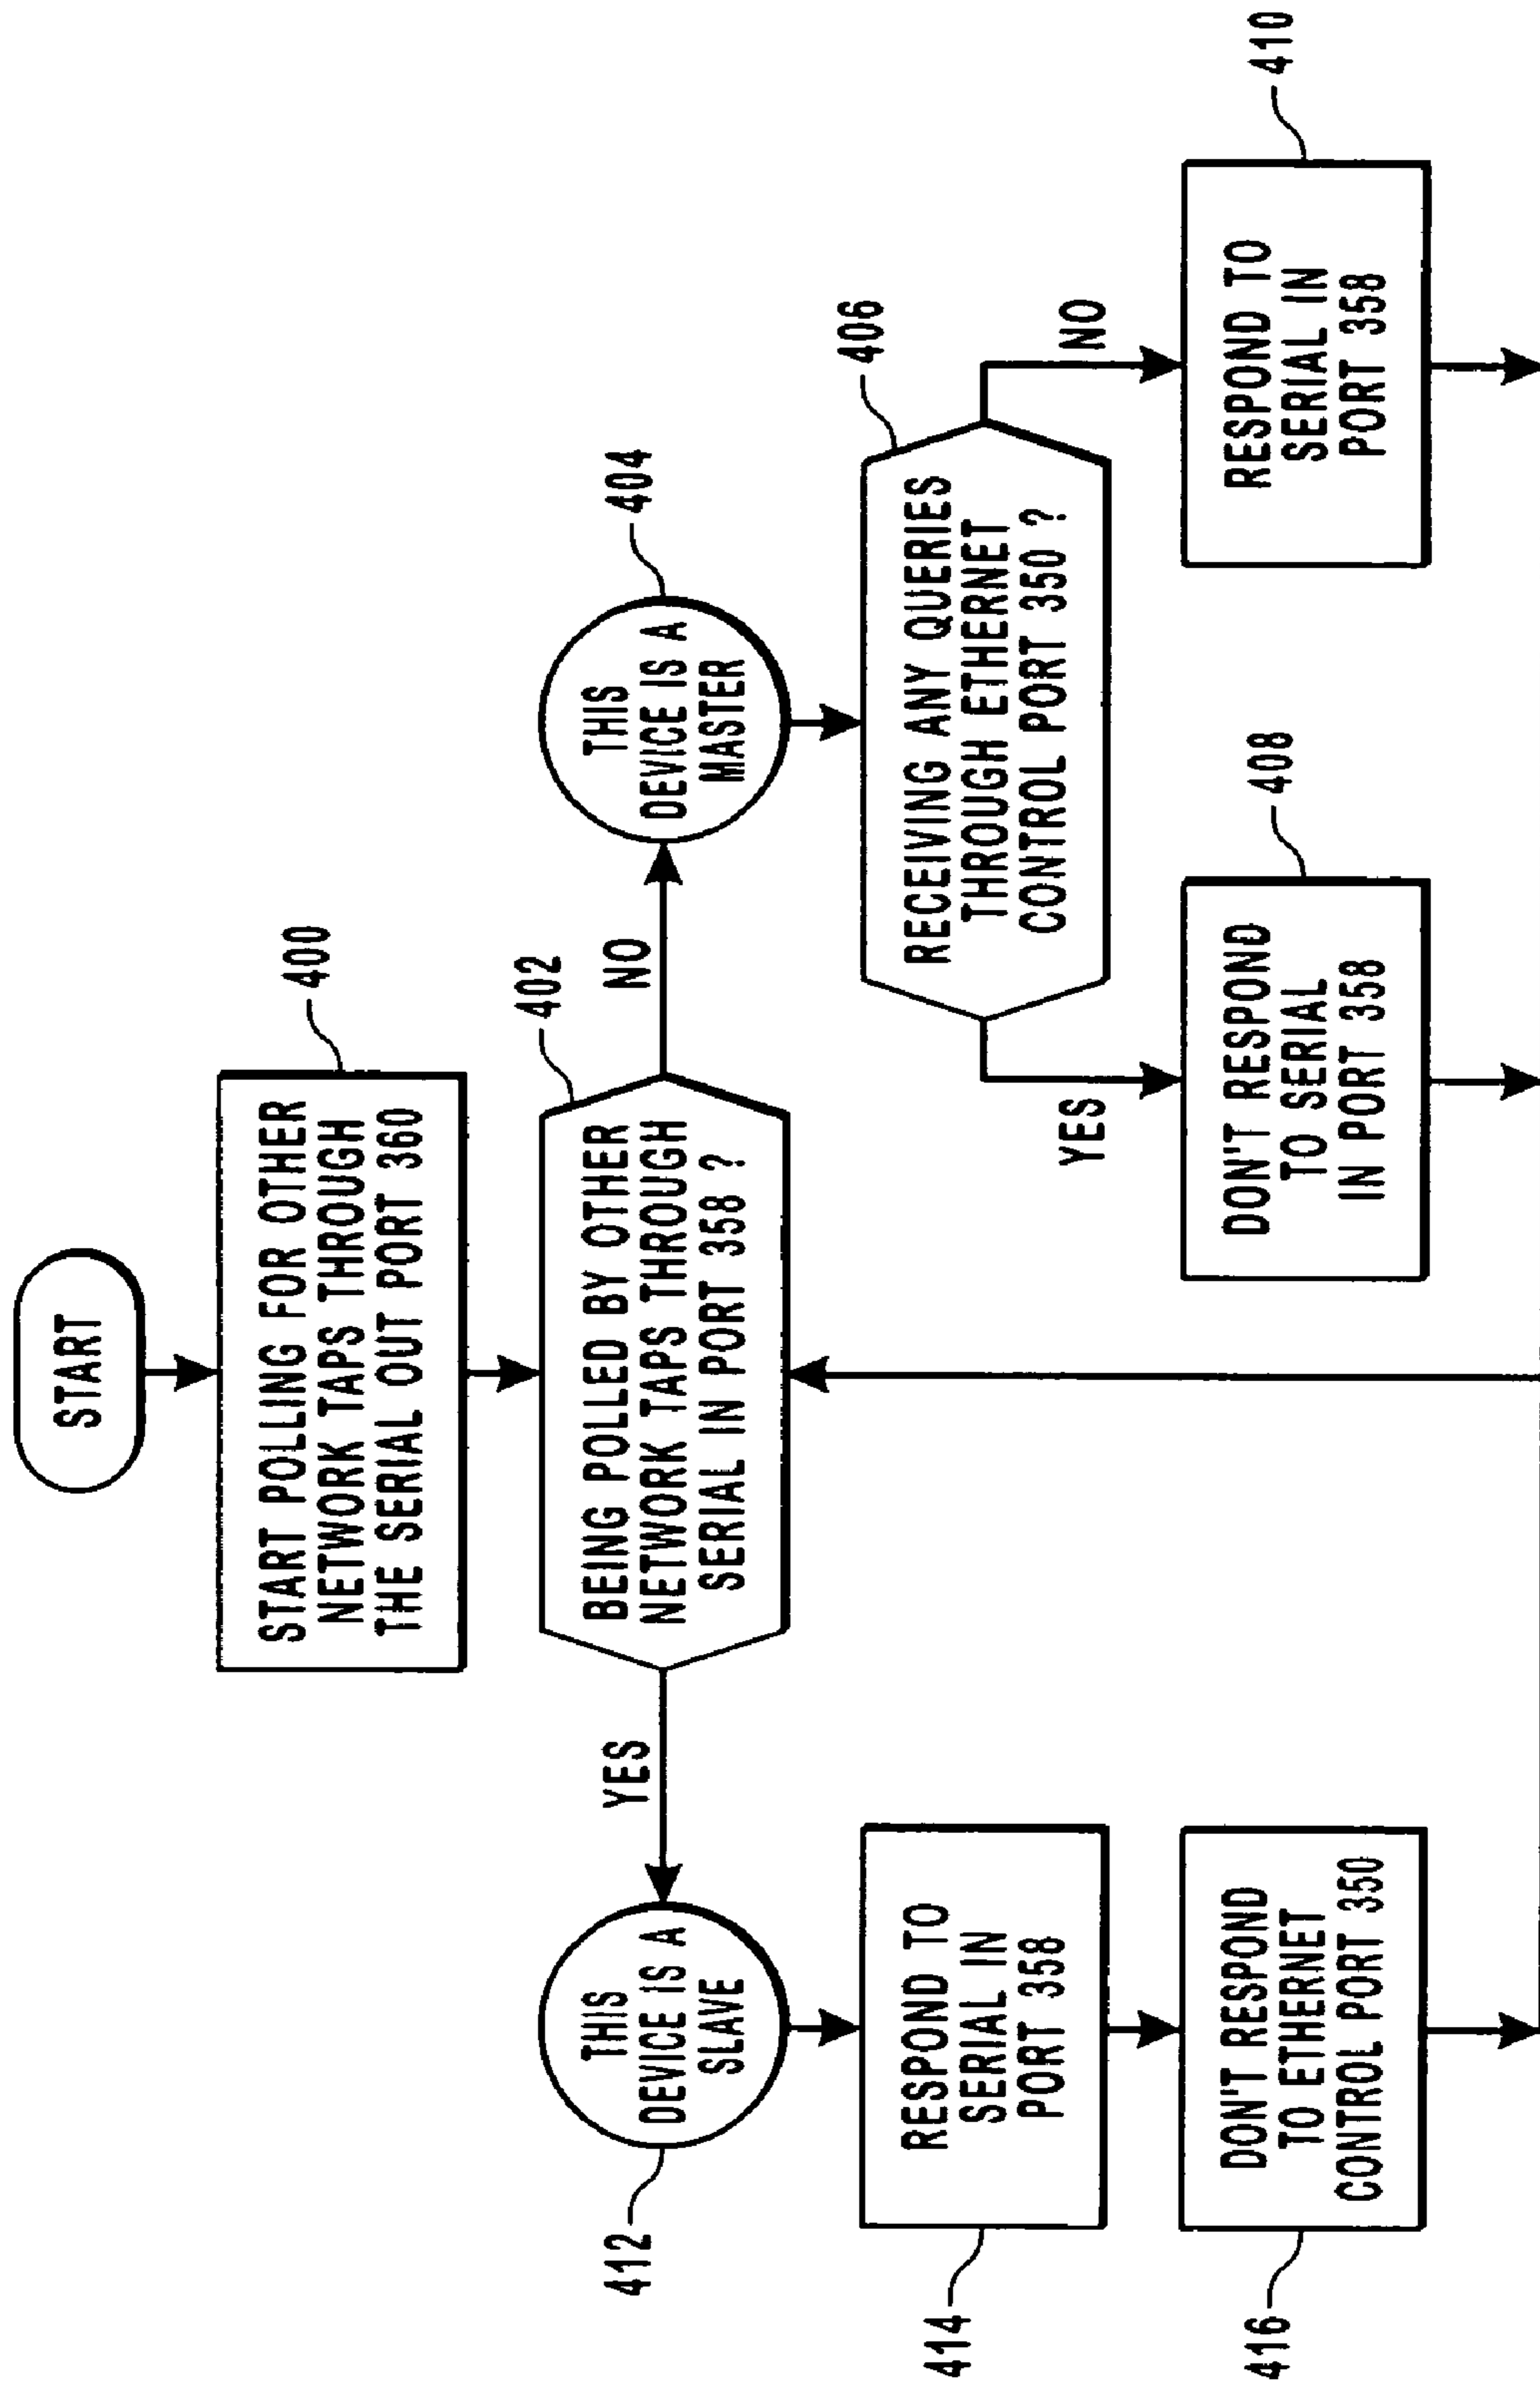 START
400
START POLLING FOR OTHER
NETWORK TAPS THROUGH
THE SERIAL OUT PORT 360
402
BEING POLLED BY OTHER
NETWORK TAPS THROUGH
SERIAL IN PORT 358 ?
YES
NO
412
THIS
DEVICE IS A
SLAVE
THIS
DEVICE IS A
MASTER
404
414
RESPOND TO
SERIAL IN
PORT 358
406
RECEIVING ANY QUERIES
THROUGH ETHERNET
CONTROL PORT 350 ?
YES
NO
416
DON'T RESPOND
TO ETHERNET
CONTROL PORT 350
408
DON'T RESPOND
TO SERIAL
IN PORT 358
410
RESPOND TO
SERIAL IN
PORT 358